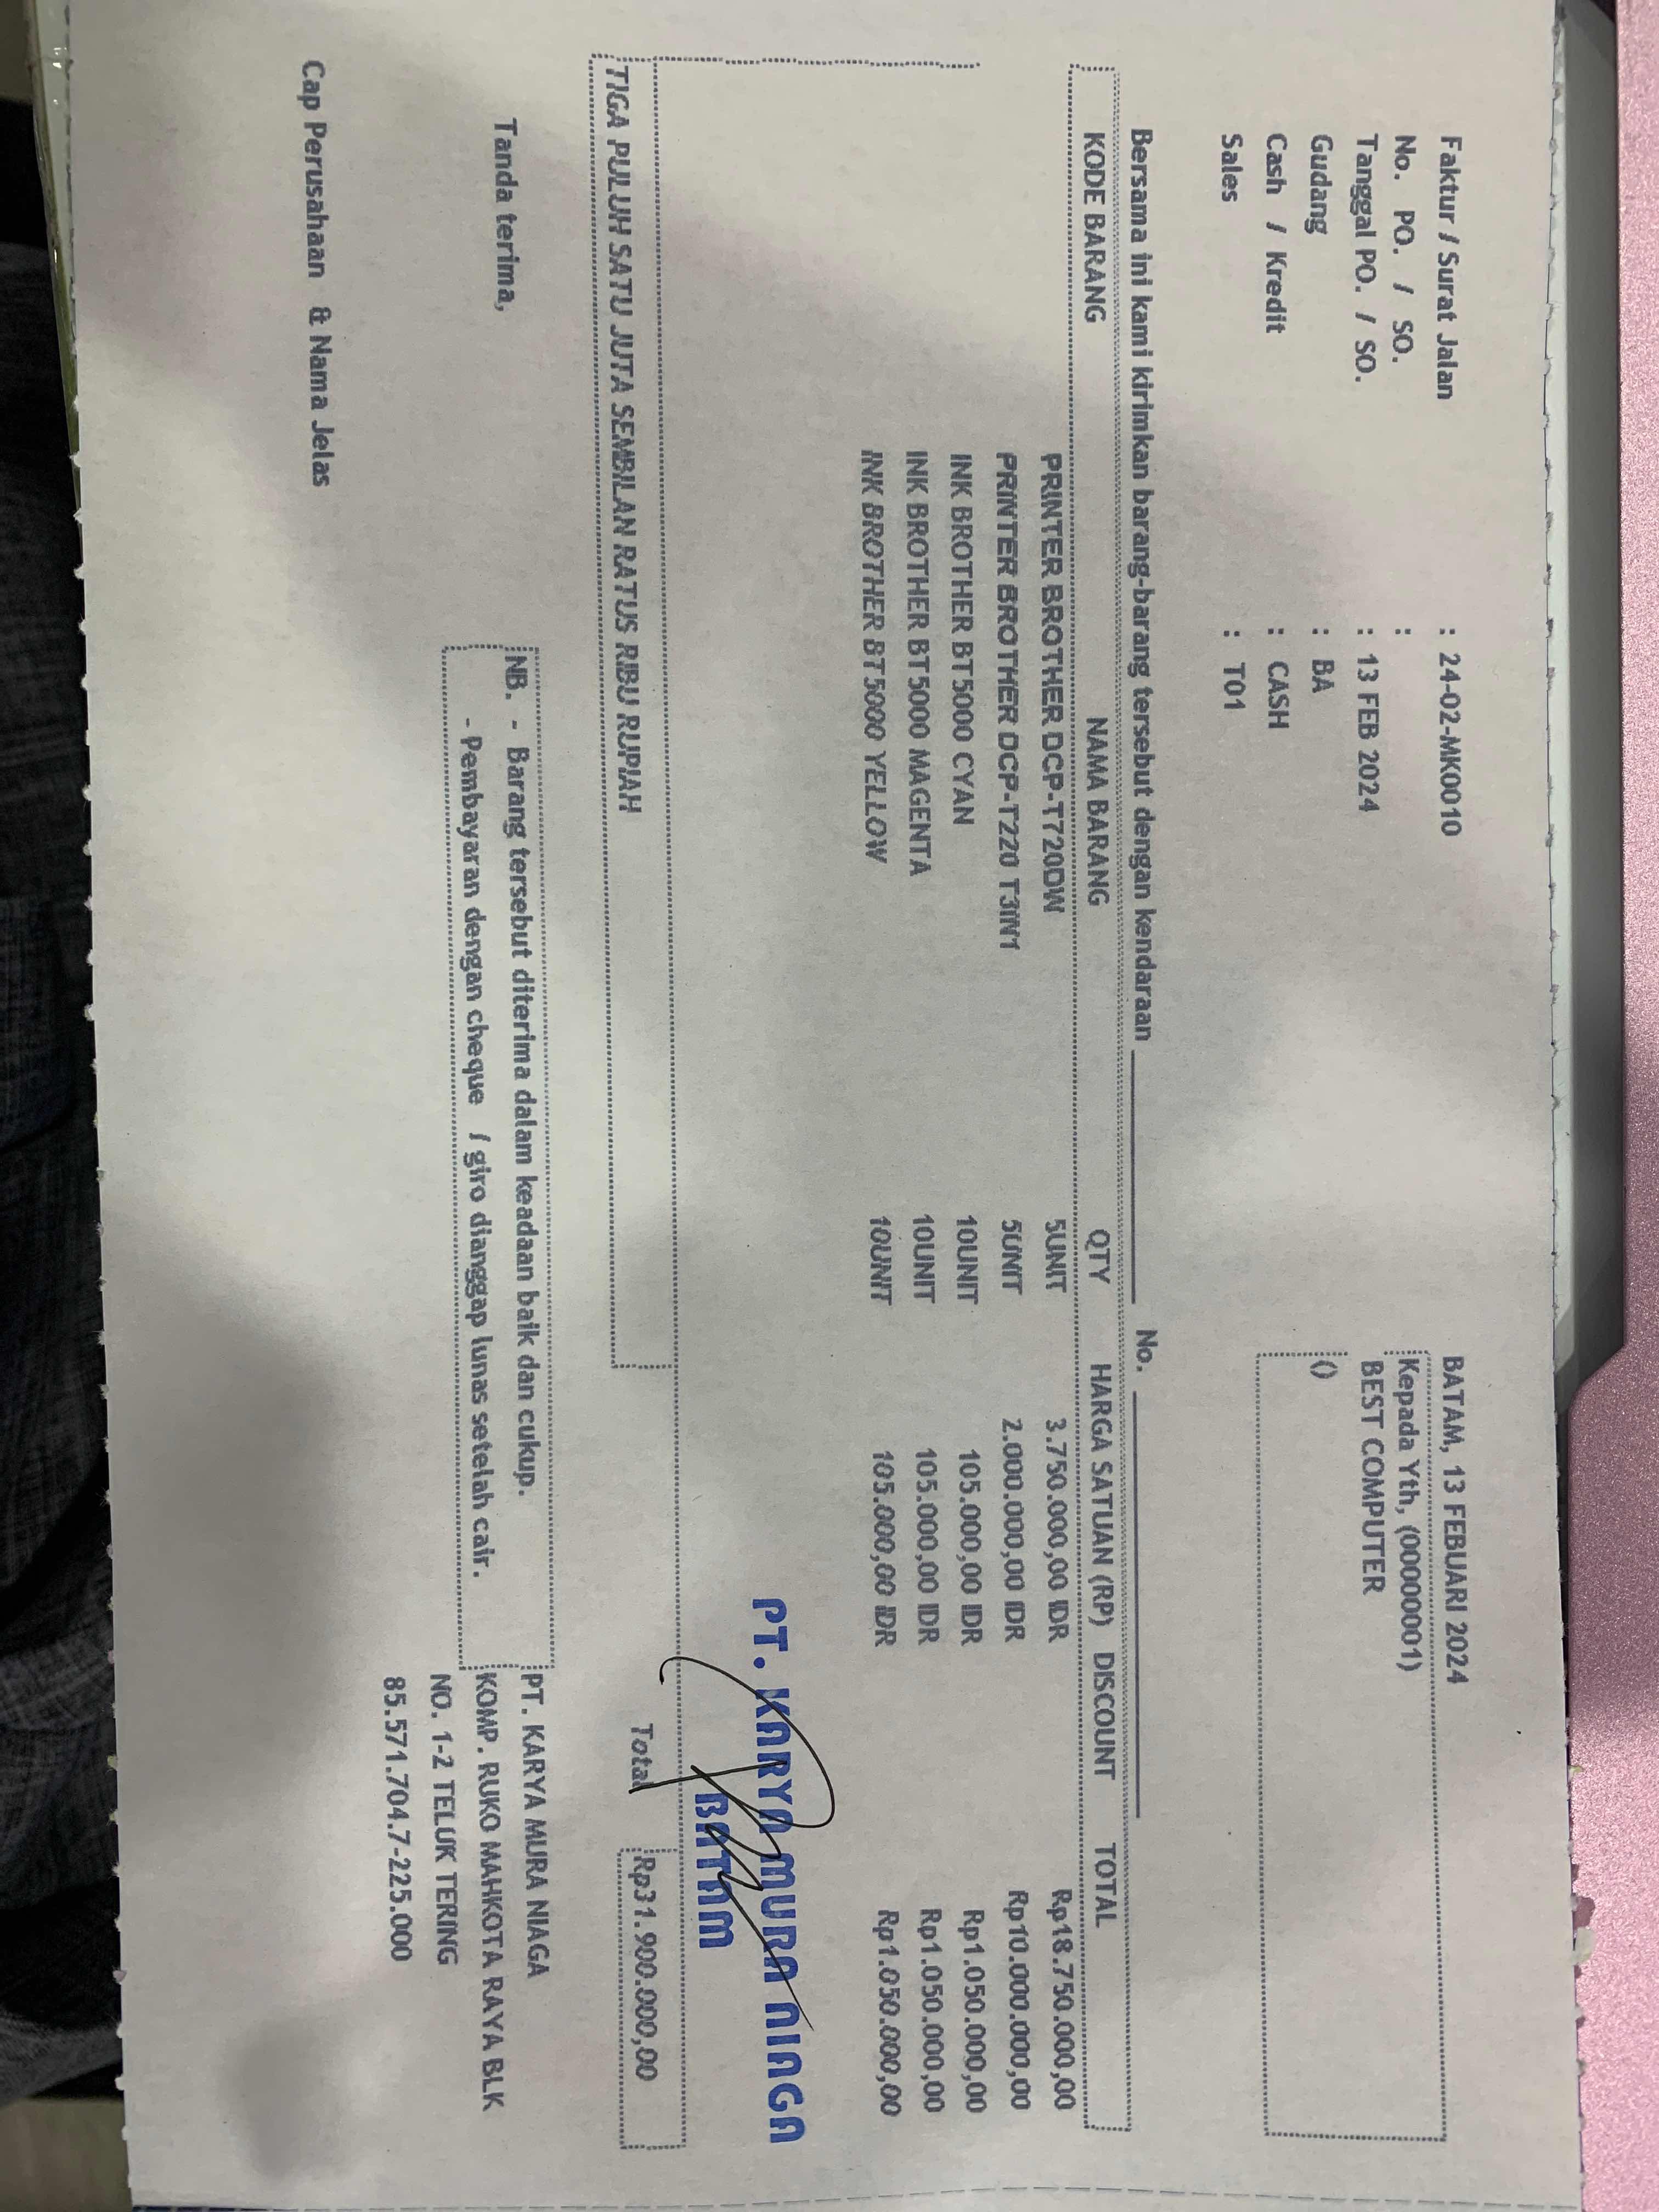 BATAM, 13 FEBUARI 2024
Faktur / Surat Jalan : 24-02-MK0010
Kepada Yth, (00000001)
No. PO. / SO. :
BEST COMPUTER
Tanggal PO. / SO. : 13 FEB 2024
()
Gudang : BA
Cash / Kredit : CASH
Sales : T01
Bersama ini kami kirimkan barang-barang tersebut dengan kendaraan No.
KODE BARANG NAMA BARANG QTY HARGA SATUAN (RP) DISCOUNT TOTAL
PRINTER BROTHER DCP-T720DW 5UNIT 3.750.000,00 IDR Rp18.750.000,00
PRINTER BROTHER DCP-T220 T3IN1 5UNIT 2.000.000,00 IDR Rp10.000.000,00
INK BROTHER BT5000 CYAN 10UNIT 105.000,00 IDR Rp1.050.000,00
INK BROTHER BT5000 MAGENTA 10UNIT 105.000,00 IDR Rp1.050.000,00
INK BROTHER BT5000 YELLOW 10UNIT 105.000,00 IDR Rp1.050.000,00
PT. KARYA MURA NIAGA
BATAM
TIGA PULUH SATU JUTA SEMBILAN RATUS RIBU RUPIAH Total Rp31.900.000,00
Tanda terima,
NB. - Barang tersebut diterima dalam keadaan baik dan cukup.
- Pembayaran dengan cheque / giro dianggap lunas setelah cair.
PT. KARYA MURA NIAGA
KOMP. RUKO MAHKOTA RAYA BLK
NO. 1-2 TELUK TERING
85.571.704.7-225.000
Cap Perusahaan & Nama Jelas